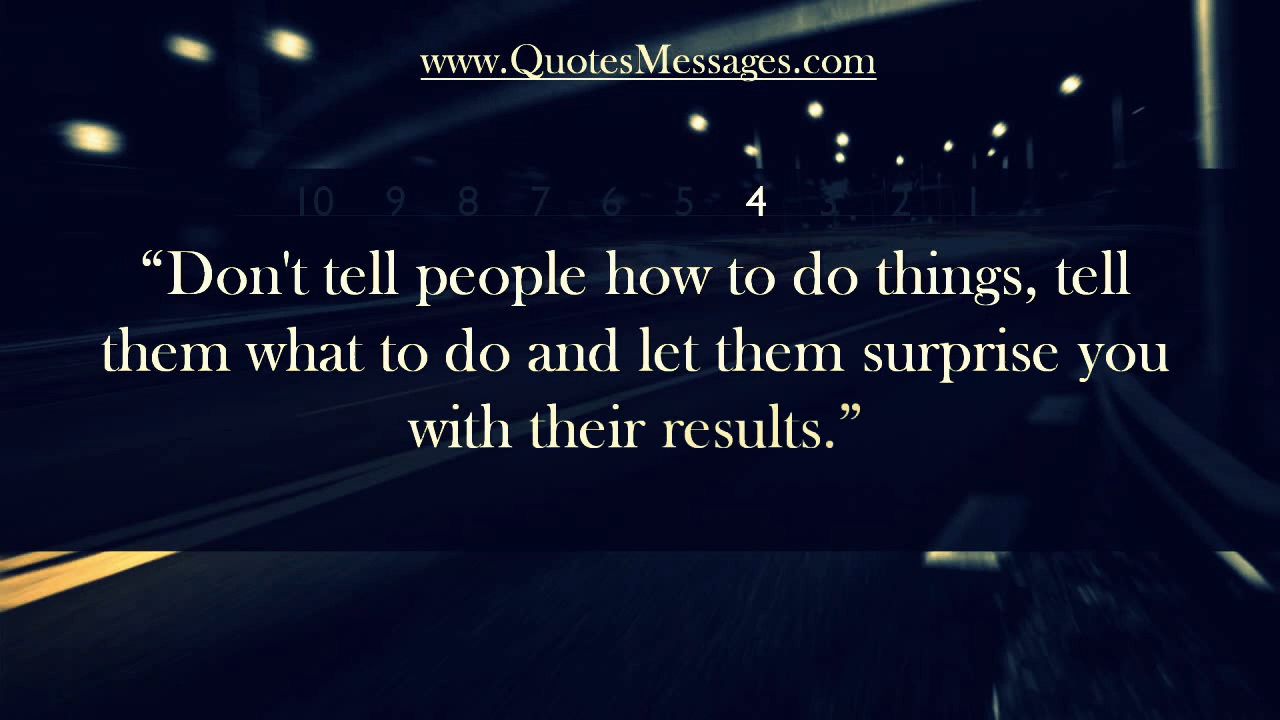 www.QuotesMessages.com
10 9 8 7 6 5 4 3 2 1
“Don't tell people how to do things, tell
them what to do and let them surprise you
with their results.”